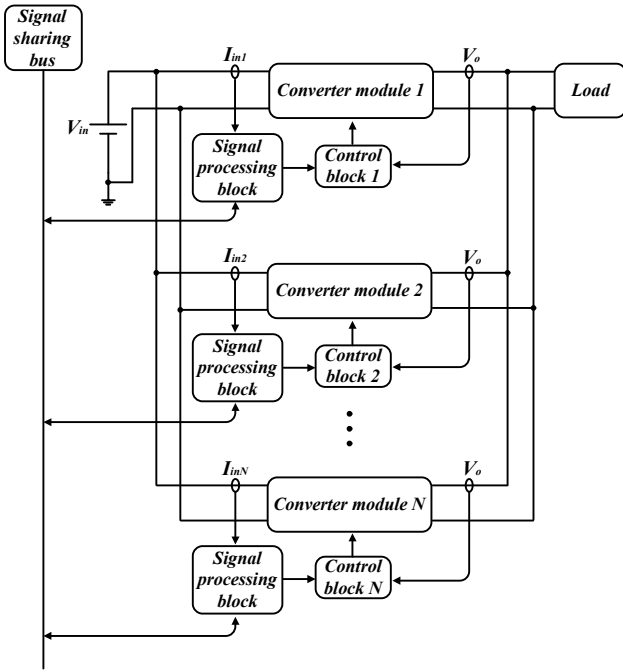 Signal
sharing
bus
Iin1
Vo
Converter module 1
Load
Vin
Signal
processing
block
Control
block 1
Iin2
Vo
Converter module 2
Signal
processing
block
Control
block 2
IinN
Vo
Converter module N
Signal
processing
block
Control
block N